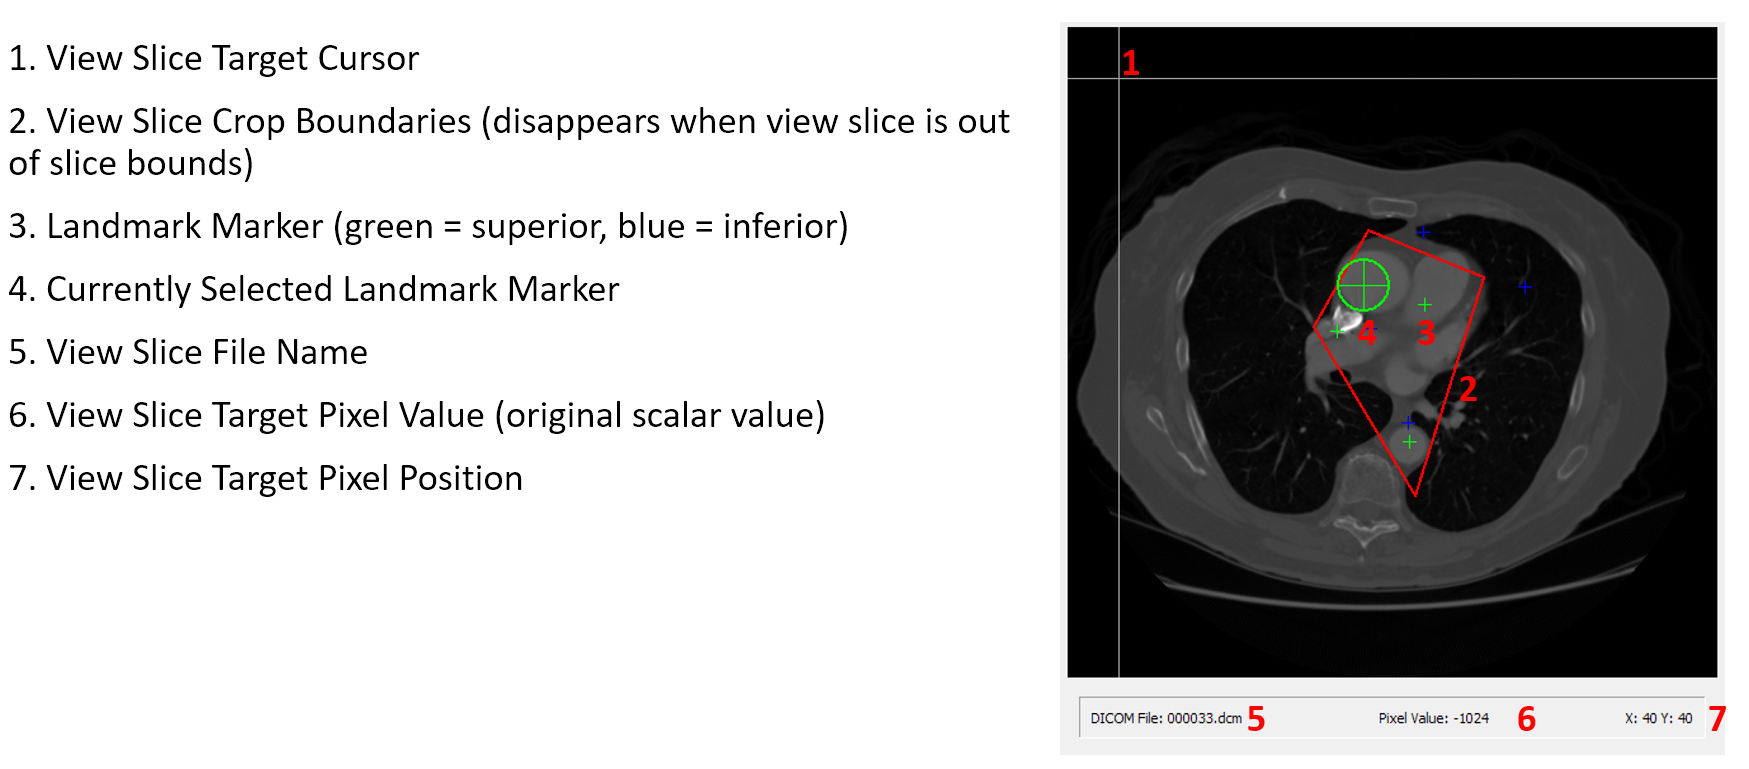 1. View Slice Target Cursor
2. View Slice Crop Boundaries (disappears when view slice is out
of slice bounds)
3. Landmark Marker (green = superior, blue = inferior)
4. Currently Selected Landmark Marker
5. View Slice File Name
6. View Slice Target Pixel Value (original scalar value)
7. View Slice Target Pixel Position
1
4 3
2
DICOM File: 000033.dcm 5 Pixel Value: -1024 6 X: 40 Y: 40 7